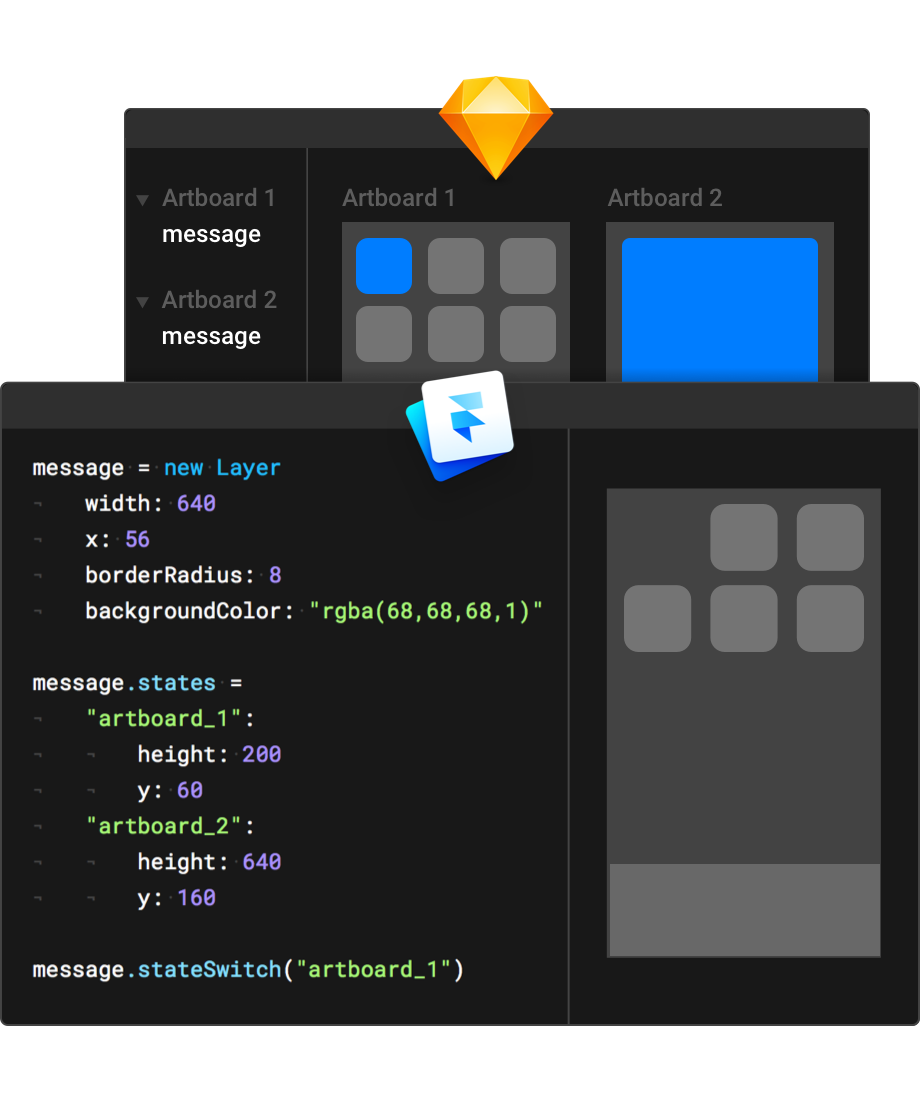 Artboard 1
message
Artboard 2
message
Artboard 1
Artboard 2
message = new Layer
width: 640
x: 56
borderRadius: 8
backgroundColor: "rgba(68,68,68,1)"
message.states =
"artboard_1":
height: 200
y: 60
"artboard_2":
height: 640
y: 160
message.stateSwitch("artboard_1")